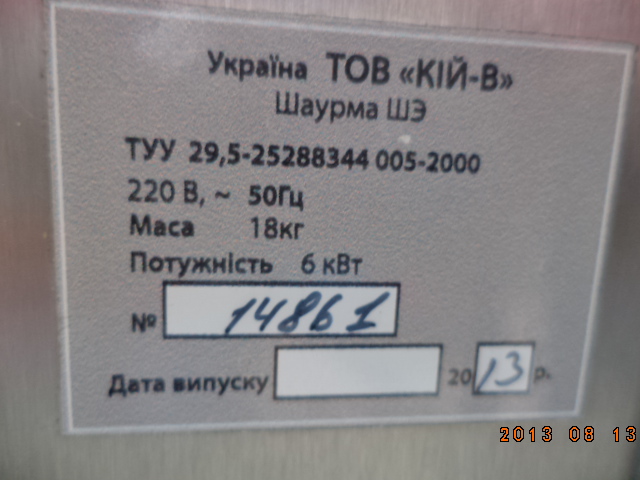 Україна ТОВ «КІЙ-В»
Шаурма ШЭ
ТУУ 29,5-25288344 005-2000
220 В, ~ 50Гц
Маса 18кг
Потужність 6 кВт
№ 14861
Дата випуску 2013 р.
2013 08 13